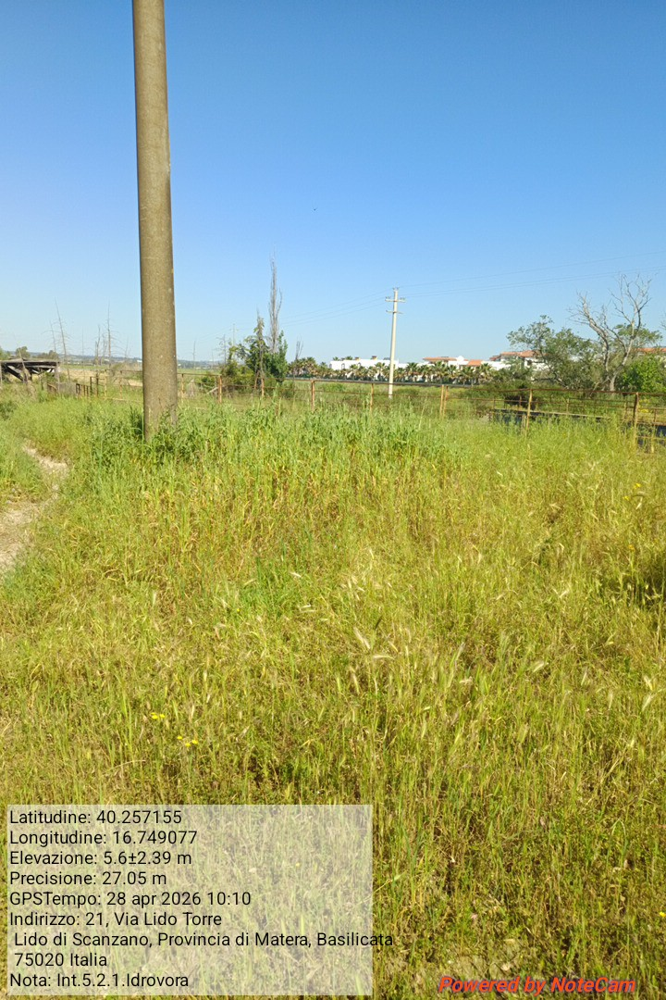 Latitudine: 40.257155
Longitudine: 16.749077
Elevazione: 5.6±2.39 m
Precisione: 27.05 m
GPSTempo: 28 apr 2026 10:10
Indirizzo: 21, Via Lido Torre
Lido di Scanzano, Provincia di Matera, Basilicata
75020 Italia
Nota: Int.5.2.1.Idrovora
Powered by NoteCam